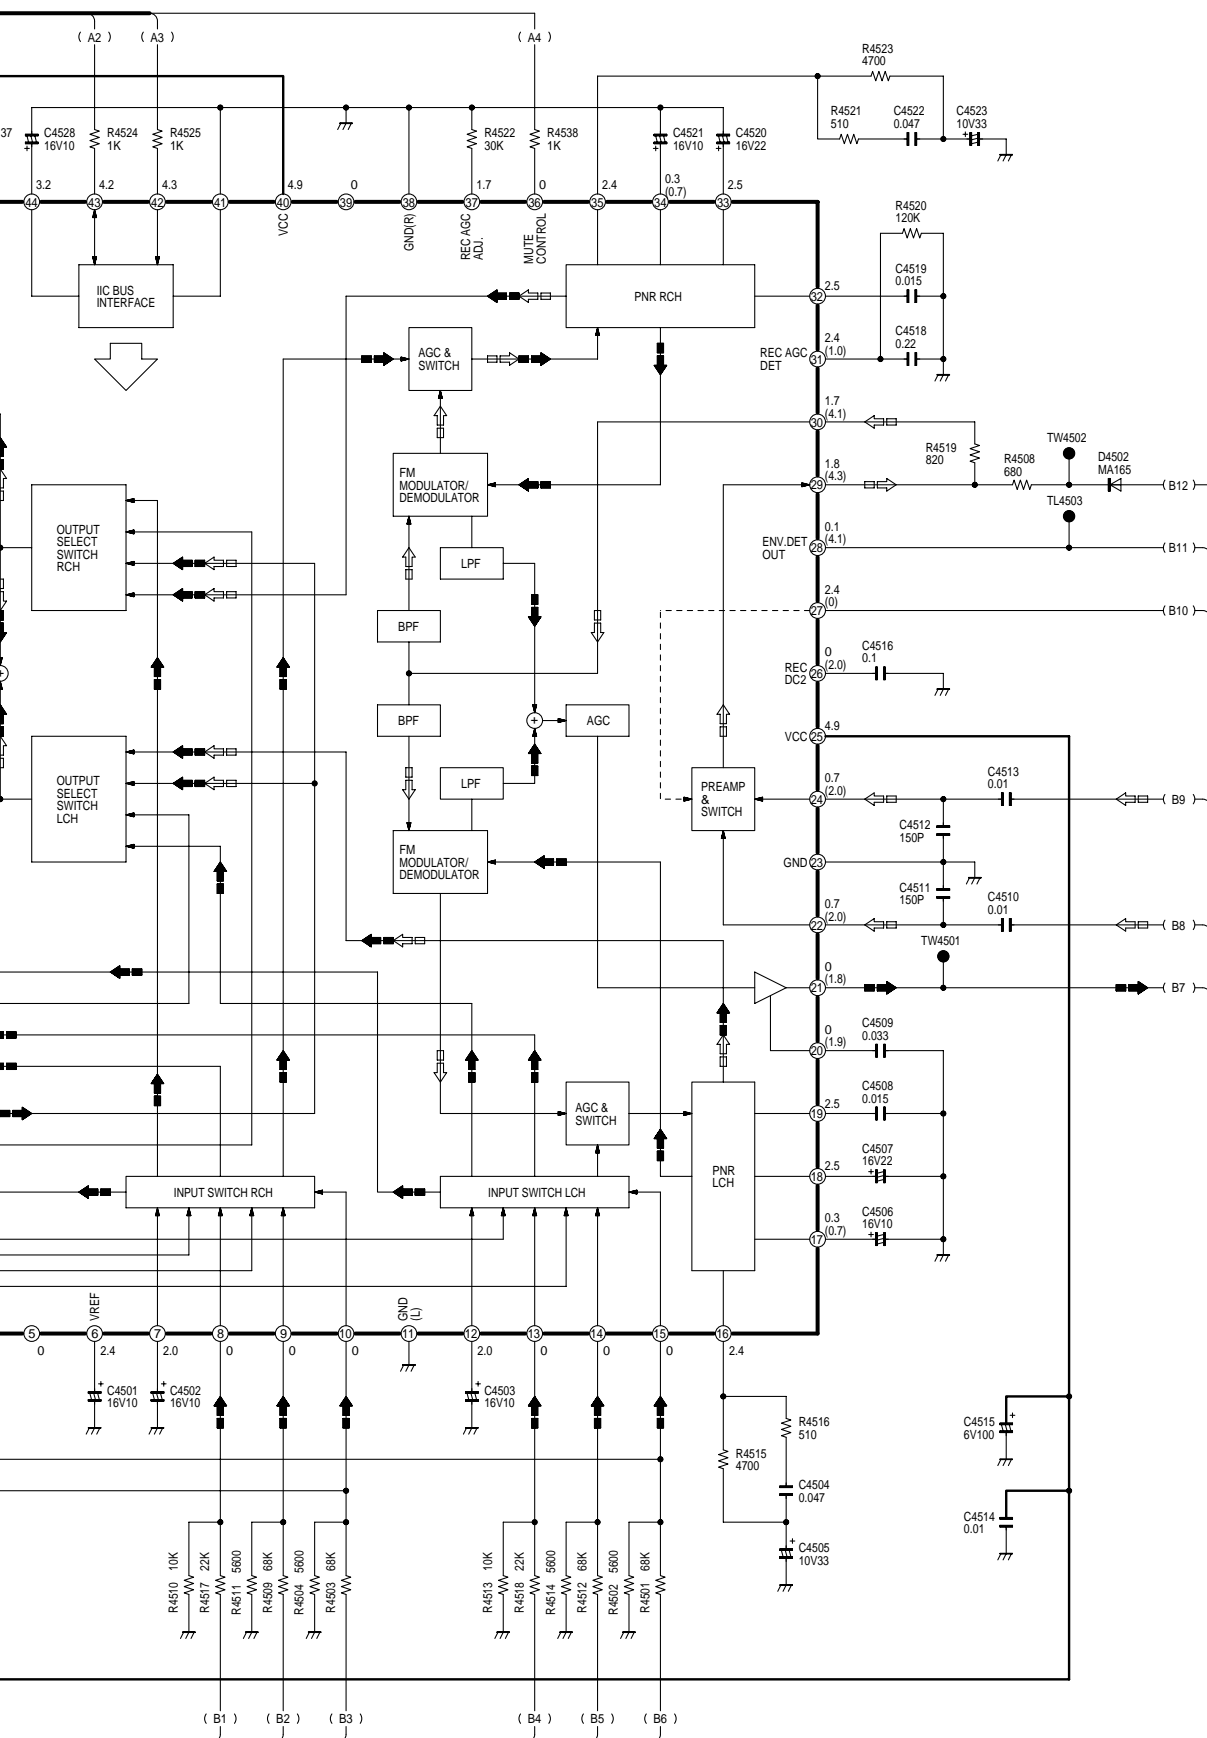 ( A2 )
( A3 )
( A4 )
R4523
4700
R4521
510
C4522
0.047
C4523
10V33
37
C4528
16V10
R4524
1K
R4525
1K
R4522
30K
R4538
1K
C4521
16V10
C4520
16V22
3.2
4.2
4.3
4.9
0
1.7
0
2.4
0.3
(0.7)
2.5
44
43
42
41
40
39
38
37
36
35
34
33
VCC
GND(R)
REC AGC
ADJ.
MUTE
CONTROL
R4520
120K
C4519
0.015
C4518
0.22
IIC BUS
INTERFACE
PNR RCH
2.5
32
2.4
(1.0)
REC AGC
DET
31
AGC &
SWITCH
1.7
(4.1)
30
R4519
820
R4508
680
TW4502
D4502
MA165
1.8
(4.3)
29
( B12 )
TL4503
FM
MODULATOR/
DEMODULATOR
OUTPUT
SELECT
SWITCH
RCH
LPF
0.1
(4.1)
ENV.DET
OUT
28
( B11 )
2.4
(0)
27
( B10 )
BPF
C4516
0.1
0
(2.0)
REC
DC2
26
+
BPF
+
AGC
4.9
VCC
25
OUTPUT
SELECT
SWITCH
LCH
LPF
PREAMP
&
SWITCH
0.7
(2.0)
24
C4513
0.01
( B9 )
C4512
150P
FM
MODULATOR/
DEMODULATOR
GND
23
C4511
150P
C4510
0.01
0.7
(2.0)
22
( B8 )
TW4501
0
(1.8)
21
( B7 )
0
(1.9)
20
C4509
0.033
C4508
0.015
2.5
19
AGC &
SWITCH
PNR
LCH
C4507
16V22
+
2.5
18
INPUT SWITCH RCH
INPUT SWITCH LCH
C4506
16V10
+
0.3
(0.7)
17
VREF
GND
(L)
5
6
7
8
9
10
11
12
13
14
15
16
0
2.4
2.0
0
0
0
2.0
0
0
0
2.4
C4501
16V10
C4502
16V10
C4503
16V10
R4516
510
R4515
4700
C4504
0.047
C4505
10V33
C4515
6V100
C4514
0.01
R4510 10K
R4517 22K
R4511 5600
R4509 68K
R4504 5600
R4503 68K
R4513 10K
R4518 22K
R4514 5600
R4512 68K
R4502 5600
R4501 68K
( B1 )
( B2 )
( B3 )
( B4 )
( B5 )
( B6 )